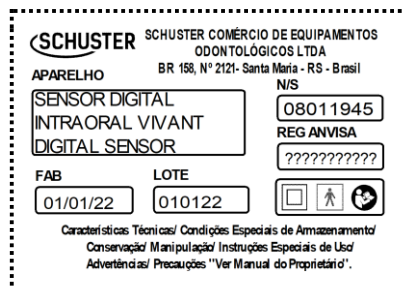 SCHUSTER
SCHUSTER COMÉRCIO DE EQUIPAMENTOS
ODONTOLÓGICOS LTDA
BR 158, Nº 2121- Santa Maria - RS - Brasil
APARELHO
SENSOR DIGITAL
INTRAORAL VIVANT
DIGITAL SENSOR
N/S
08011945
REG ANVISA
???????????
FAB
01/01/22
LOTE
010122
Características Técnicas/ Condições Especiais de Armazenamento/
Conservação/ Manipulação/ Instruções Especiais de Uso/
Advertências/ Precauções "Ver Manual do Proprietário".